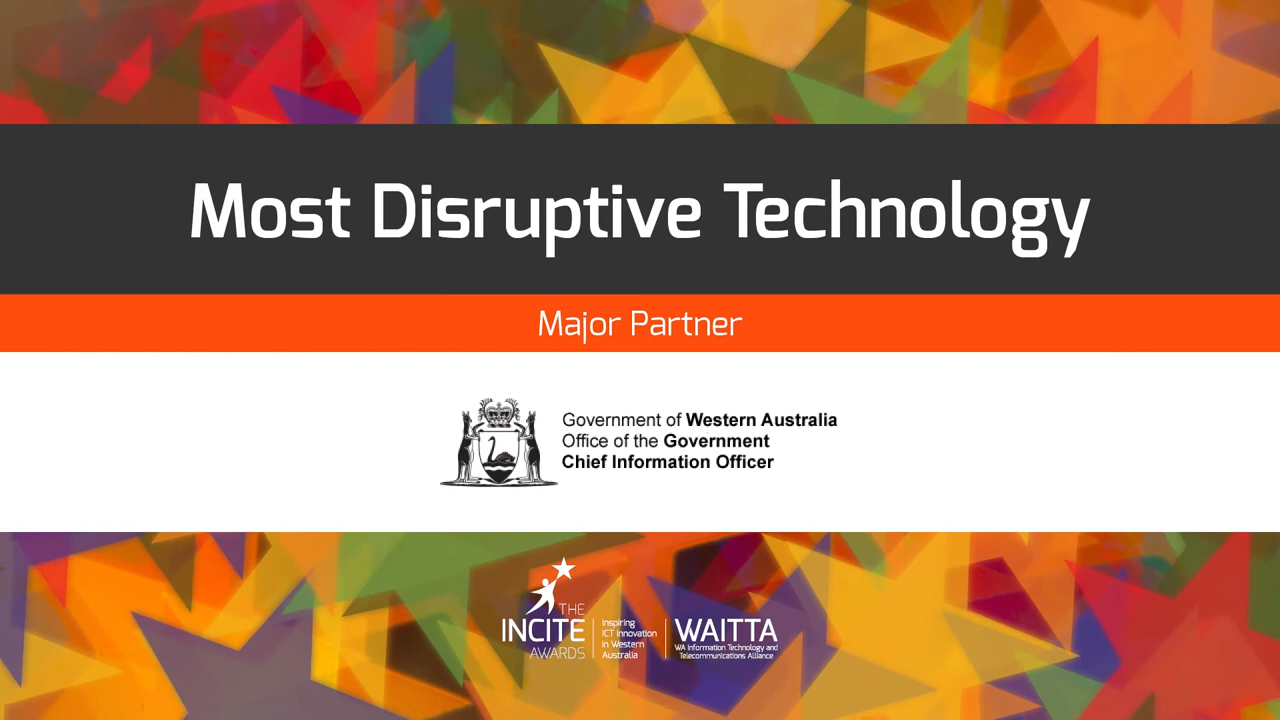 Most Disruptive Technology
Major Partner
Government of Western Australia
Office of the Government
Chief Information Officer
THE
INCITE
AWARDS
Inspiring
ICT Innovation
in Western
Australia
WAITTA
WA Information Technology and
Telecommunications Alliance